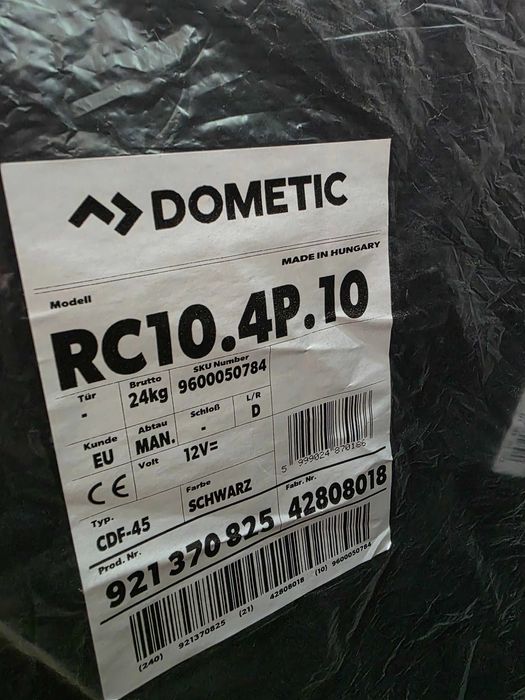 DOMETIC
MADE IN HUNGARY
Modell
RC10.4P.10
Tür
-
Brutto
24kg
SKU Number
9600050784
Kunde
EU
Abtau
MAN.
Schloß
-
L/R
D
Volt
12V=
5 999024 870186
CE
Typ.
CDF-45
Farbe
SCHWARZ
Prod. Nr.
921 370 825
Fabr. Nr.
42808018
(240) 921370825 (21) 42808018 (10) 9600050784